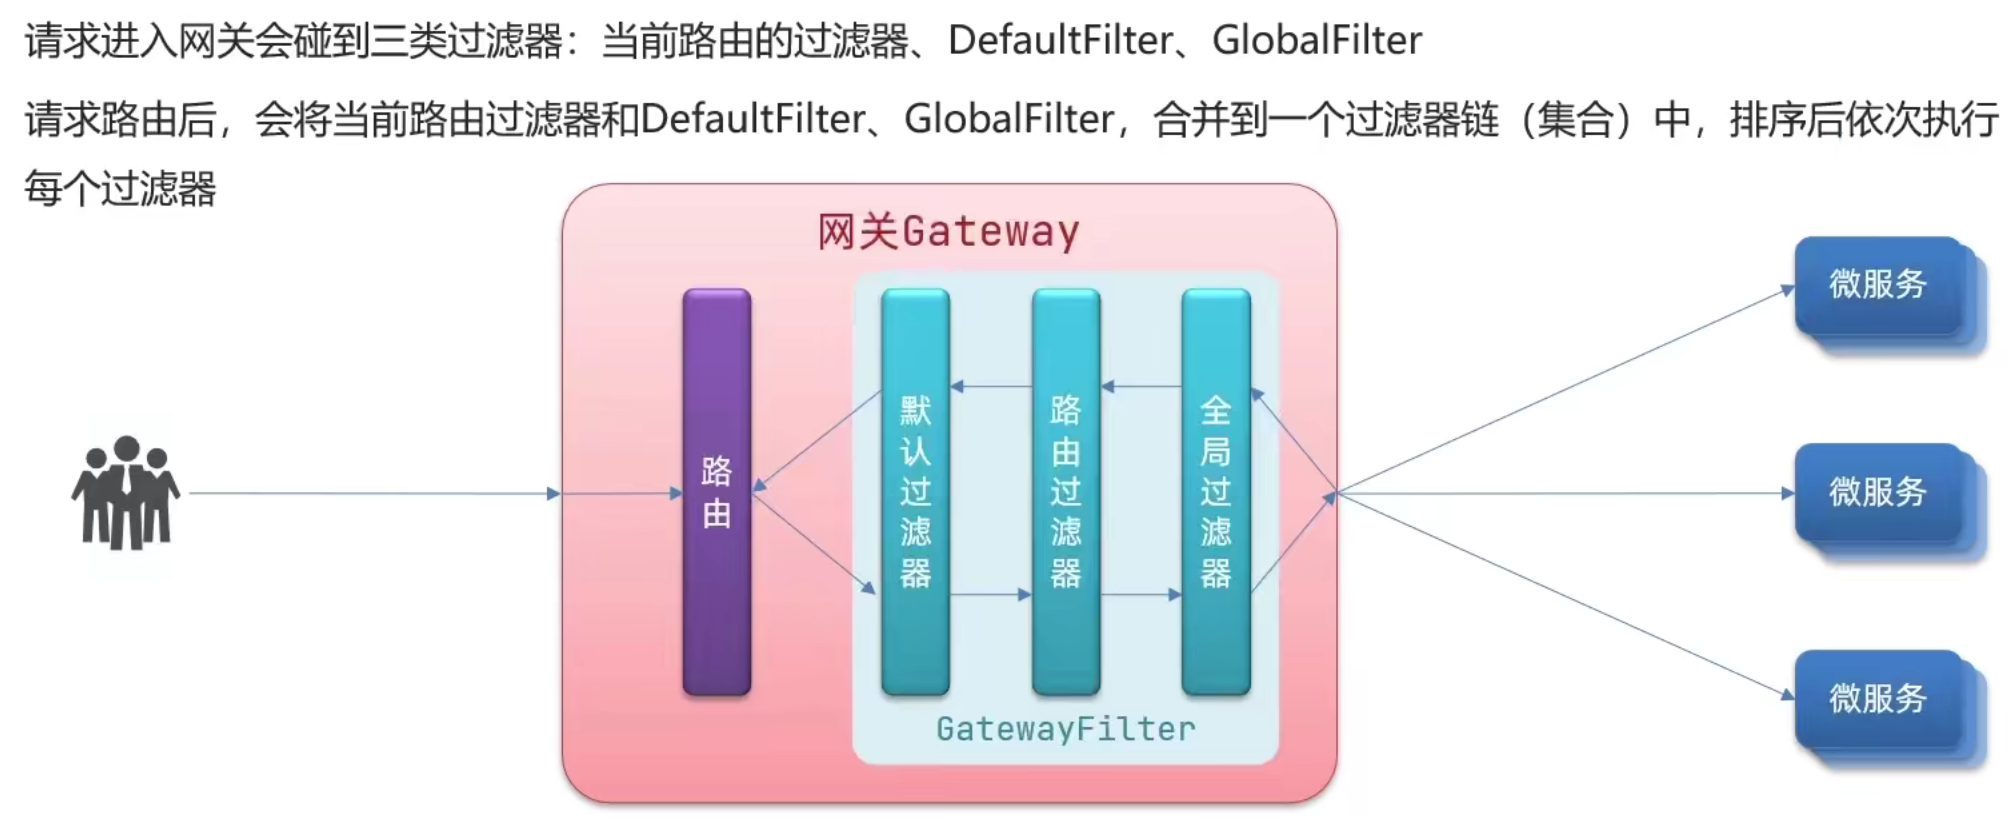 请求进入网关会碰到三类过滤器：当前路由的过滤器、DefaultFilter、GlobalFilter
请求路由后，会将当前路由过滤器和DefaultFilter、GlobalFilter，合并到一个过滤器链（集合）中，排序后依次执行
每个过滤器
网关Gateway
路由
默认过滤器
路由过滤器
全局过滤器
GatewayFilter
微服务
微服务
微服务